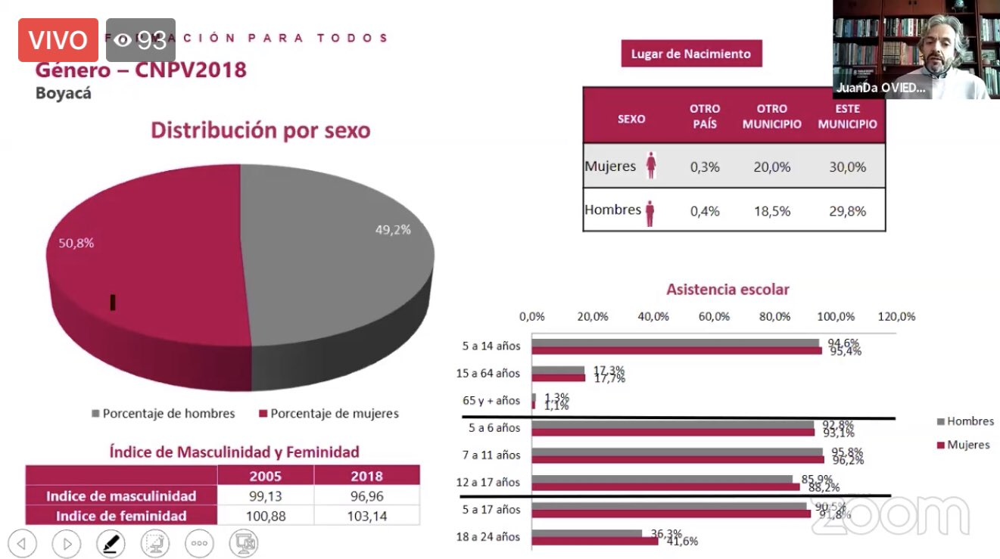 VIVO 93
FORMACIÓN PARA TODOS
Género – CNPV2018
Boyacá
Distribución por sexo
50,8%
49,2%
Porcentaje de hombres Porcentaje de mujeres
Índice de Masculinidad y Feminidad
2005 2018
Indice de masculinidad 99,13 96,96
Indice de feminidad 100,88 103,14
Lugar de Nacimiento
JuanDa OVIED...
SEXO OTRO PAÍS OTRO MUNICIPIO ESTE MUNICIPIO
Mujeres 0,3% 20,0% 30,0%
Hombres 0,4% 18,5% 29,8%
Asistencia escolar
0,0% 20,0% 40,0% 60,0% 80,0% 100,0% 120,0%
5 a 14 años 94,6% 95,4%
15 a 64 años 17,3% 17,7%
65 y + años 1,3% 1,1%
5 a 6 años 92,8% 93,1%
7 a 11 años 95,8% 96,2%
12 a 17 años 85,9% 88,2%
5 a 17 años 90,5% 91,8%
18 a 24 años 36,3% 41,6%
Hombres
Mujeres
zoom